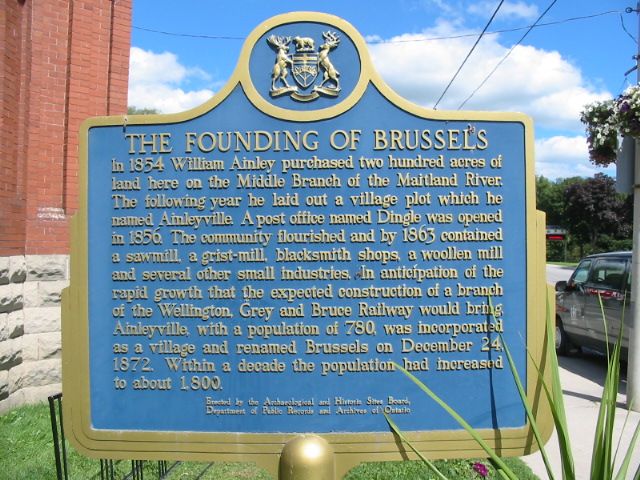 THE FOUNDING OF BRUSSELS
In 1854 William Ainley purchased two hundred acres of
land here on the Middle Branch of the Maitland River.
The following year he laid out a village plot which he
named Ainleyville. A post office named Dingle was opened
in 1856. The community flourished and by 1863 contained
a sawmill, a grist-mill, blacksmith shops, a woollen mill
and several other small industries. In anticipation of the
rapid growth that the expected construction of a branch
of the Wellington, Grey and Bruce Railway would bring,
Ainleyville, with a population of 780, was incorporated
as a village and renamed Brussels on December 24,
1872. Within a decade the population had increased
to about 1,800.
Erected by the Archaeological and Historic Sites Board,
Department of Public Records and Archives of Ontario